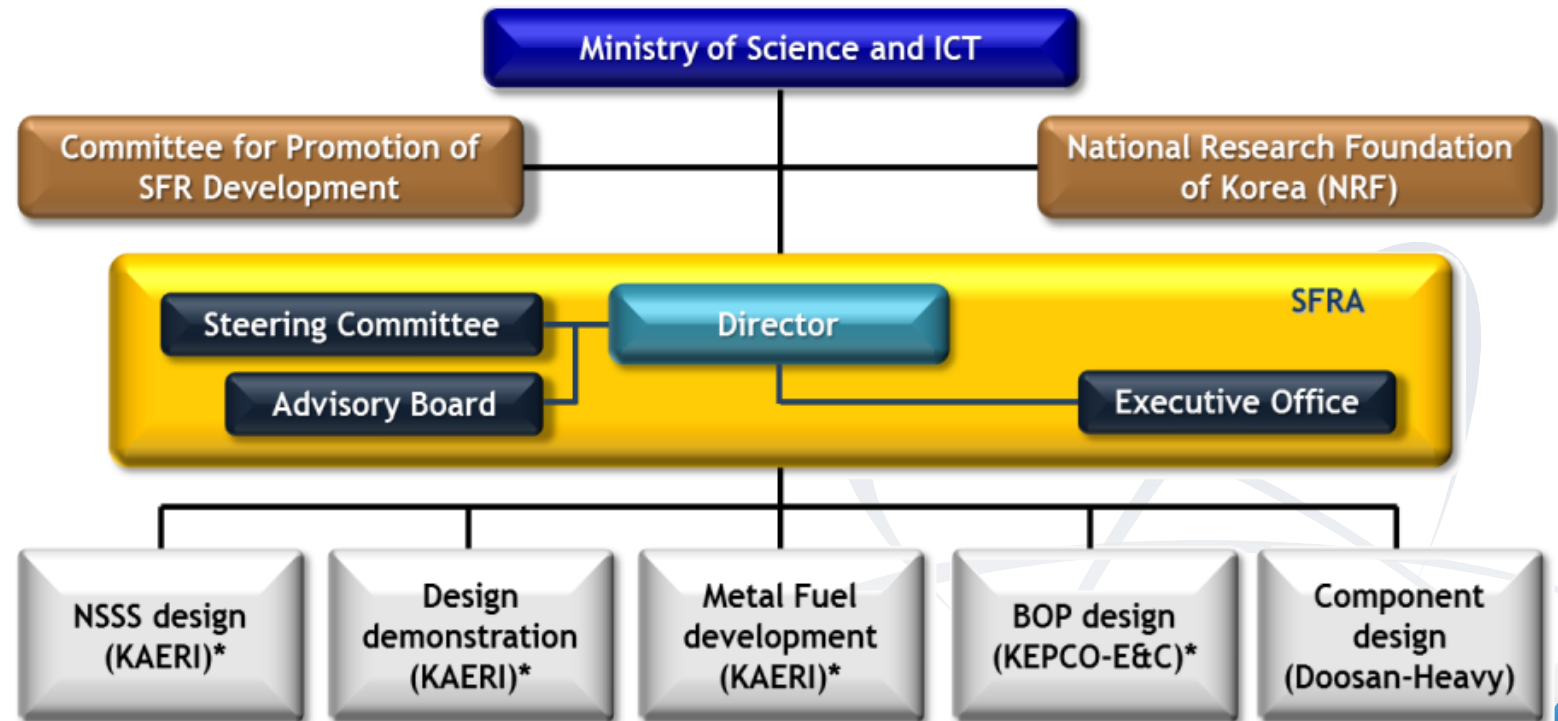 Ministry of Science and ICT
Committee for Promotion of
SFR Development
National Research Foundation
of Korea (NRF)
SFRA
Steering Committee
Director
Advisory Board
Executive Office
NSSS design
(KAERI)*
Design
demonstration
(KAERI)*
Metal Fuel
development
(KAERI)*
BOP design
(KEPCO-E&C)*
Component
design
(Doosan-Heavy)